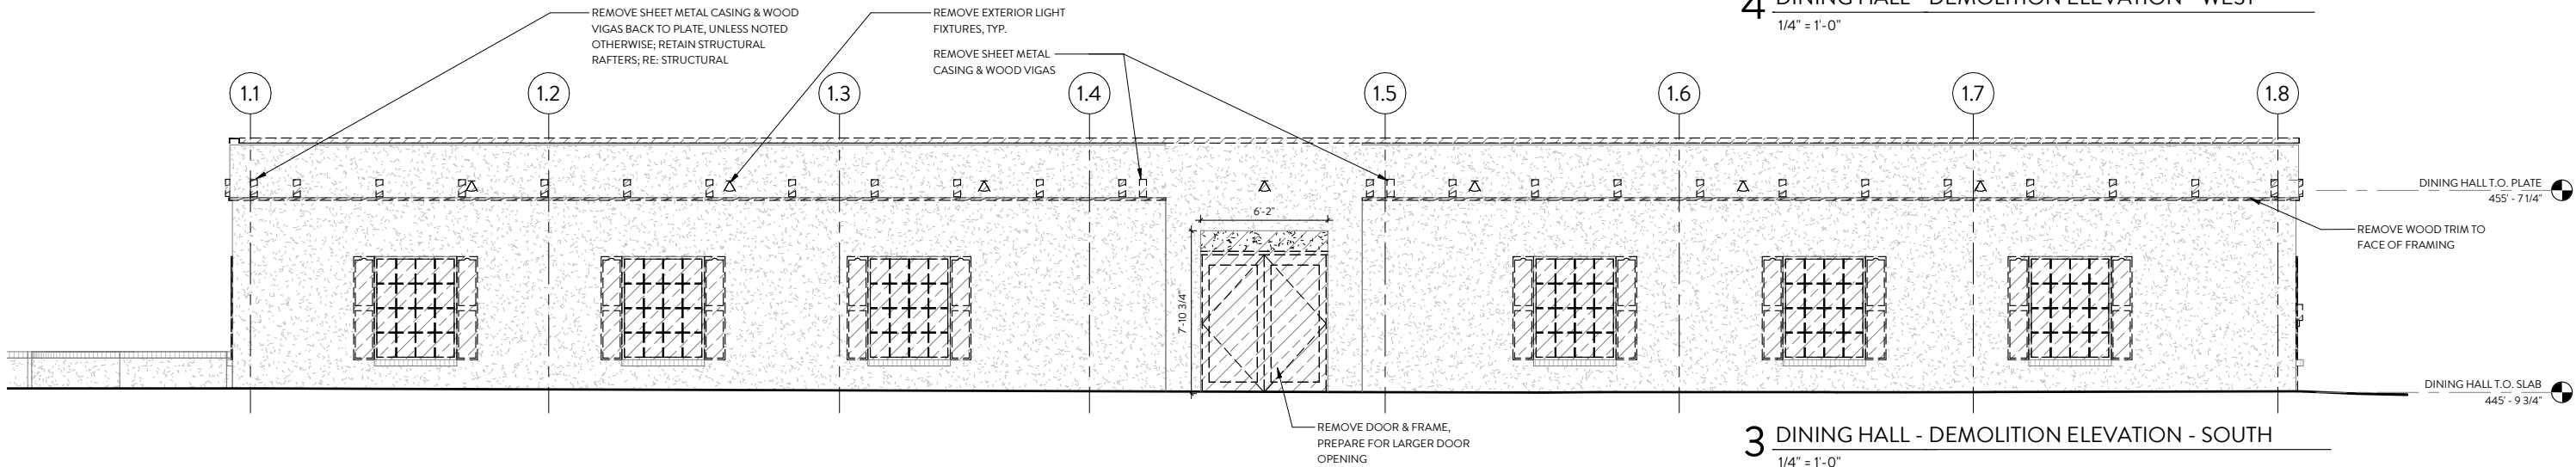 4 DINING HALL - DEMOLITION ELEVATION - WEST
1/4" = 1'-0"
REMOVE SHEET METAL CASING & WOOD
VIGAS BACK TO PLATE, UNLESS NOTED
OTHERWISE; RETAIN STRUCTURAL
RAFTERS; RE: STRUCTURAL
REMOVE EXTERIOR LIGHT
FIXTURES, TYP.
REMOVE SHEET METAL
CASING & WOOD VIGAS
1.1
1.2
1.3
1.4
1.5
1.6
1.7
1.8
DINING HALL T.O. PLATE
455' - 7 1/4"
6'-2"
REMOVE WOOD TRIM TO
FACE OF FRAMING
7'-10 3/4"
DINING HALL T.O. SLAB
445' - 9 3/4"
REMOVE DOOR & FRAME,
PREPARE FOR LARGER DOOR
OPENING
3 DINING HALL - DEMOLITION ELEVATION - SOUTH
1/4" = 1'-0"